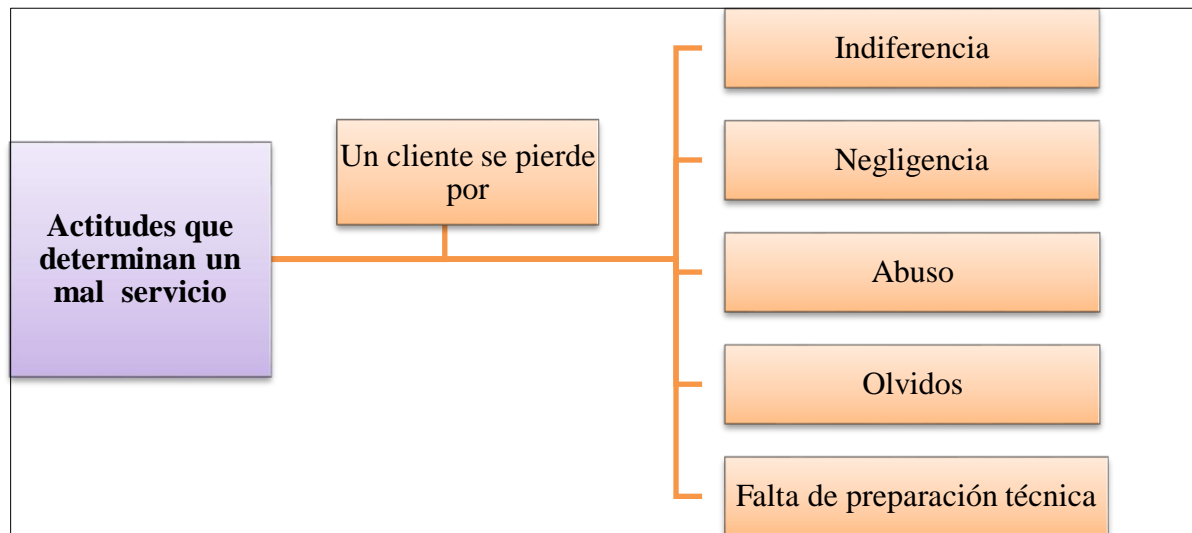 Actitudes que
determinan un
mal servicio
Un cliente se pierde
por
Indiferencia
Negligencia
Abuso
Olvidos
Falta de preparación técnica